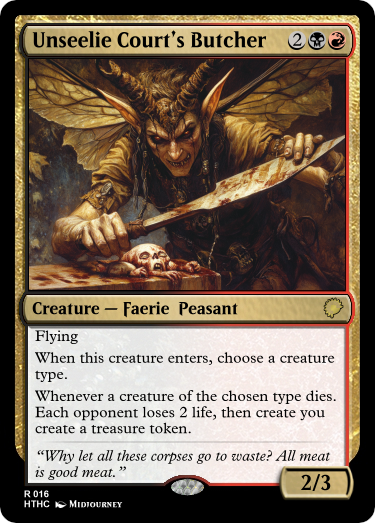 Unseelie Court's Butcher 2
Creature — Faerie Peasant
Flying
When this creature enters, choose a creature
type.
Whenever a creature of the chosen type dies.
Each opponent loses 2 life, then create you
create a treasure token.
“Why let all these corpses go to waste? All meat
is good meat.”
2/3
R 016
HTHC MIDJOURNEY